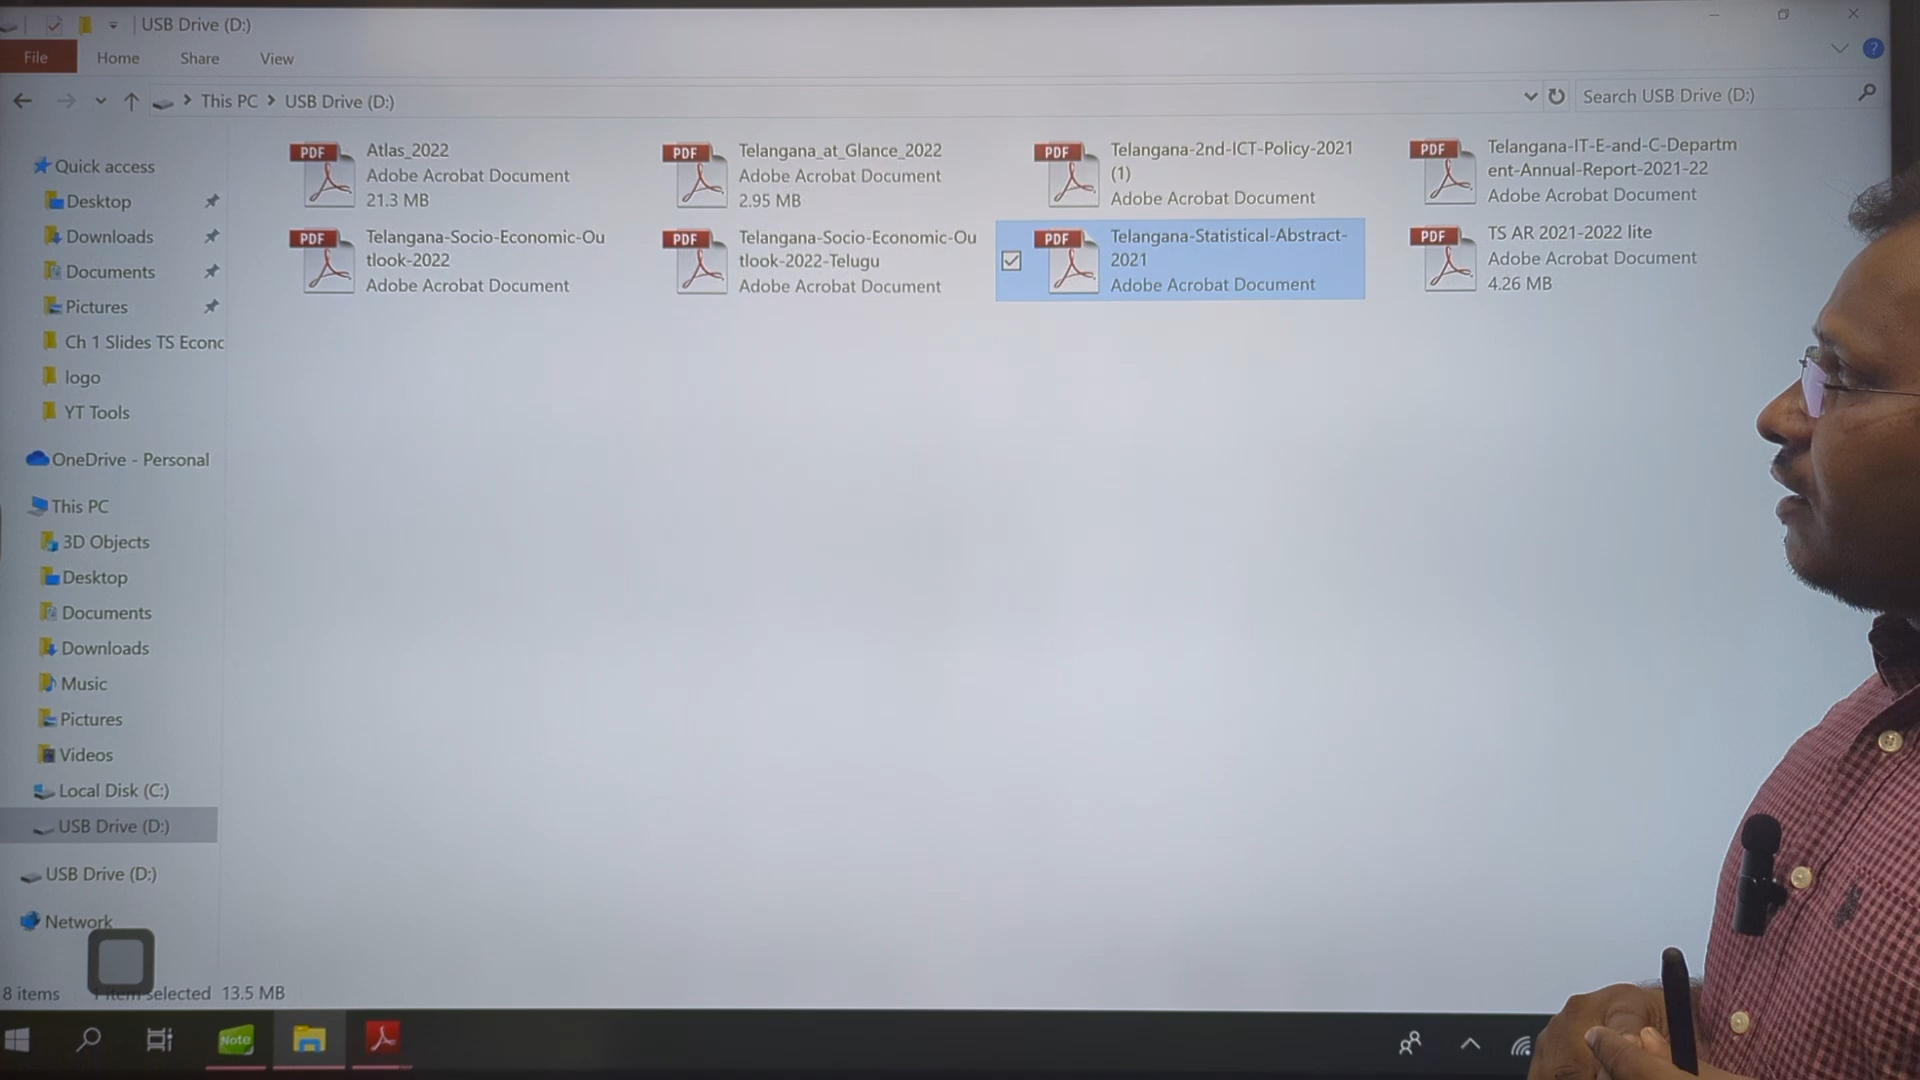 USB Drive (D:)
File Home Share View
This PC > USB Drive (D:)
Search USB Drive (D:)
Quick access
Desktop
Downloads
Documents
Pictures
Ch 1 Slides TS Econc
logo
YT Tools
OneDrive - Personal
This PC
3D Objects
Desktop
Documents
Downloads
Music
Pictures
Videos
Local Disk (C:)
USB Drive (D:)
USB Drive (D:)
Network
PDF
Atlas_2022
Adobe Acrobat Document
21.3 MB
PDF
Telangana_at_Glance_2022
Adobe Acrobat Document
2.95 MB
PDF
Telangana-2nd-ICT-Policy-2021
(1)
Adobe Acrobat Document
PDF
Telangana-IT-E-and-C-Departm
ent-Annual-Report-2021-22
Adobe Acrobat Document
PDF
Telangana-Socio-Economic-Ou
tlook-2022
Adobe Acrobat Document
PDF
Telangana-Socio-Economic-Ou
tlook-2022-Telugu
Adobe Acrobat Document
PDF
Telangana-Statistical-Abstract-
2021
Adobe Acrobat Document
PDF
TS AR 2021-2022 lite
Adobe Acrobat Document
4.26 MB
8 items 1 item selected 13.5 MB
Note